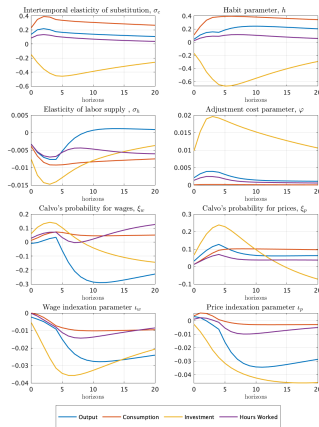 Intertemporal elasticity of substitution, σc
Habit parameter, h
0.4
0.2
0
-0.2
-0.4
-0.6
0 5 10 15 20
horizons
0.4
0.2
0
-0.2
-0.4
-0.6
0 5 10 15 20
horizons
Elasticity of labor supply , σh
Adjustment cost parameter, φ
0.005
0
-0.005
-0.01
-0.015
0 5 10 15 20
horizons
0.02
0.015
0.01
0.005
0
0 5 10 15 20
horizons
Calvo's probability for wages, ξw
Calvo's probability for prices, ξp
0.2
0.1
0
-0.1
-0.2
-0.3
0 5 10 15 20
horizons
0.3
0.2
0.1
0
-0.1
0 5 10 15 20
horizons
Wage indexation parameter ιw
Price indexation parameter ιp
0
-0.01
-0.02
-0.03
-0.04
0 5 10 15 20
horizons
0
-0.01
-0.02
-0.03
-0.04
0 5 10 15 20
horizons
Output Consumption Investment Hours Worked